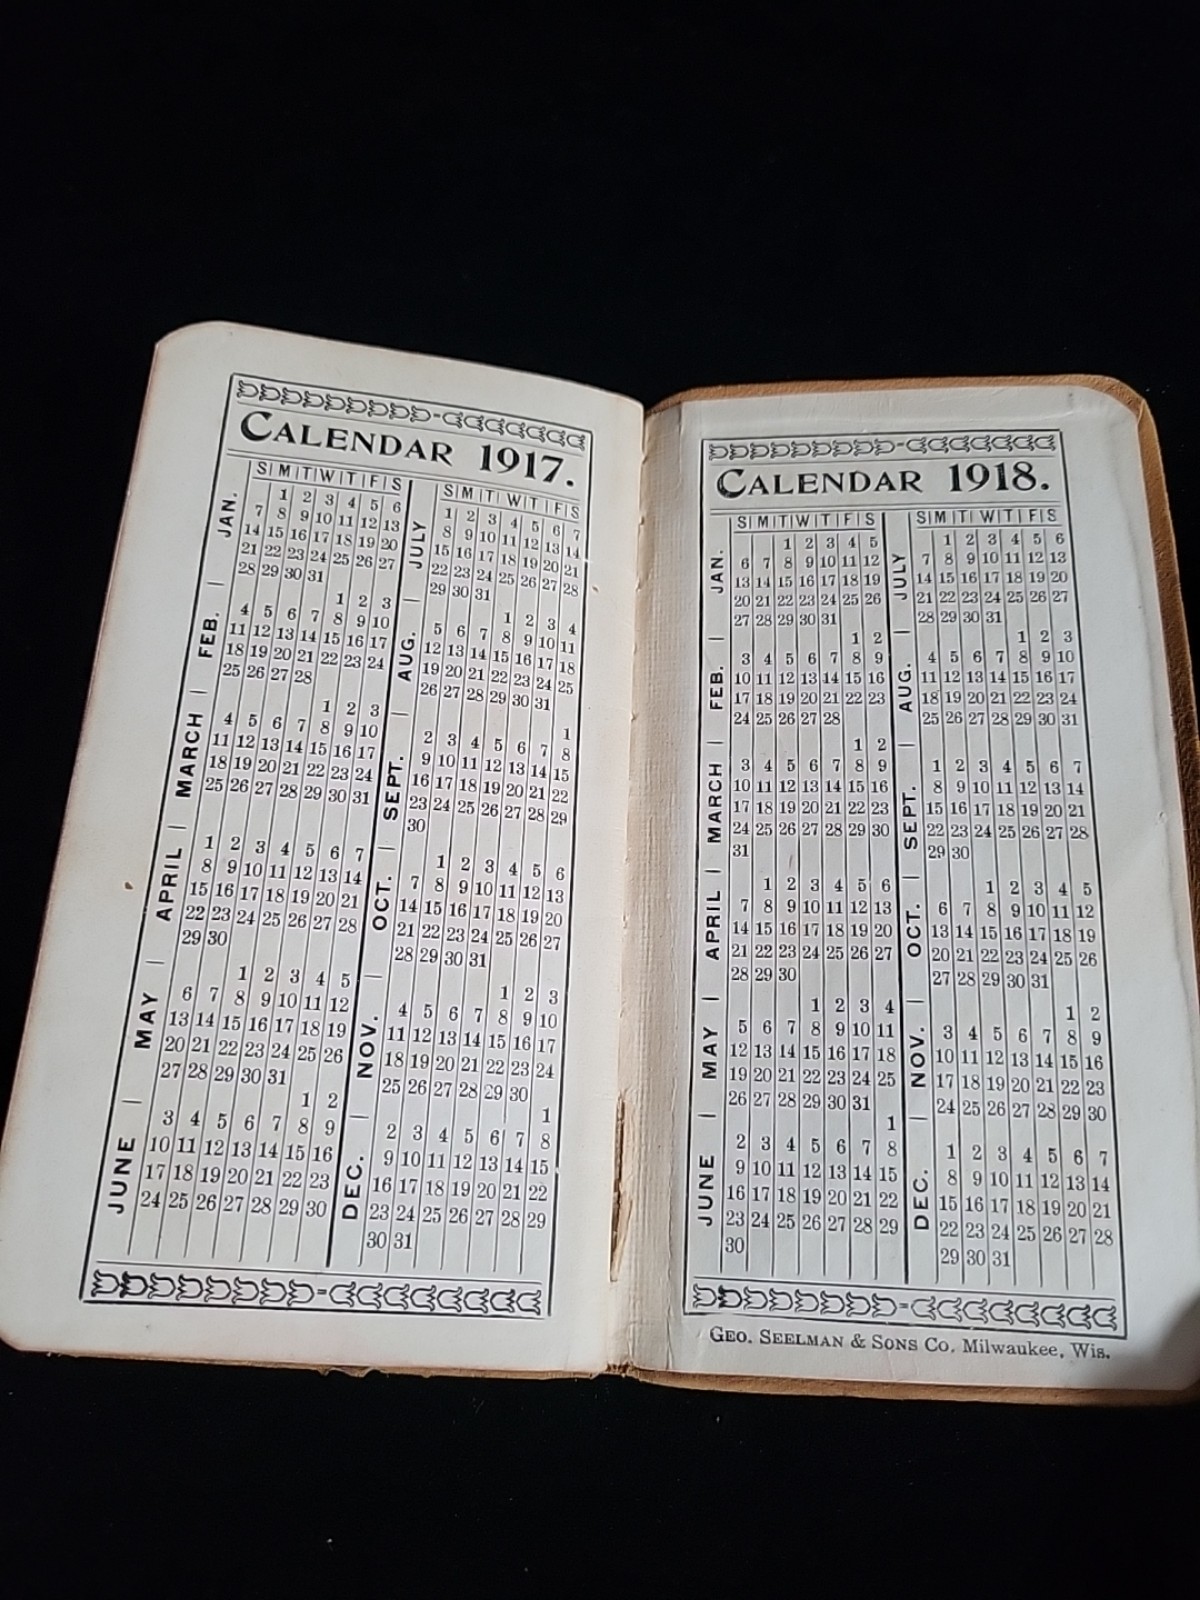 CALENDAR 1917.
S|M|T|W|T|F|S
JAN.
1 2 3 4 5 6
7 8 9 10 11 12 13
14 15 16 17 18 19 20
21 22 23 24 25 26 27
28 29 30 31
FEB.
1 2 3
4 5 6 7 8 9 10
11 12 13 14 15 16 17
18 19 20 21 22 23 24
25 26 27 28
MARCH
1 2 3
4 5 6 7 8 9 10
11 12 13 14 15 16 17
18 19 20 21 22 23 24
25 26 27 28 29 30 31
APRIL
1 2 3 4 5 6 7
8 9 10 11 12 13 14
15 16 17 18 19 20 21
22 23 24 25 26 27 28
29 30
MAY
1 2 3 4 5
6 7 8 9 10 11 12
13 14 15 16 17 18 19
20 21 22 23 24 25 26
27 28 29 30 31
JUNE
1 2
3 4 5 6 7 8 9
10 11 12 13 14 15 16
17 18 19 20 21 22 23
24 25 26 27 28 29 30
S|M|T|W|T|F|S
JULY
1 2 3 4 5 6 7
8 9 10 11 12 13 14
15 16 17 18 19 20 21
22 23 24 25 26 27 28
29 30 31
AUG.
1 2 3 4
5 6 7 8 9 10 11
12 13 14 15 16 17 18
19 20 21 22 23 24 25
26 27 28 29 30 31
SEPT.
1
2 3 4 5 6 7 8
9 10 11 12 13 14 15
16 17 18 19 20 21 22
23 24 25 26 27 28 29
30
OCT.
1 2 3 4 5 6
7 8 9 10 11 12 13
14 15 16 17 18 19 20
21 22 23 24 25 26 27
28 29 30 31
NOV.
1 2 3
4 5 6 7 8 9 10
11 12 13 14 15 16 17
18 19 20 21 22 23 24
25 26 27 28 29 30
DEC.
1
2 3 4 5 6 7 8
9 10 11 12 13 14 15
16 17 18 19 20 21 22
23 24 25 26 27 28 29
30 31
CALENDAR 1918.
S|M|T|W|T|F|S
JAN.
1 2 3 4 5
6 7 8 9 10 11 12
13 14 15 16 17 18 19
20 21 22 23 24 25 26
27 28 29 30 31
FEB.
1 2
3 4 5 6 7 8 9
10 11 12 13 14 15 16
17 18 19 20 21 22 23
24 25 26 27 28
MARCH
1 2
3 4 5 6 7 8 9
10 11 12 13 14 15 16
17 18 19 20 21 22 23
24 25 26 27 28 29 30
31
APRIL
1 2 3 4 5 6
7 8 9 10 11 12 13
14 15 16 17 18 19 20
21 22 23 24 25 26 27
28 29 30
MAY
1 2 3 4
5 6 7 8 9 10 11
12 13 14 15 16 17 18
19 20 21 22 23 24 25
26 27 28 29 30 31
JUNE
1
2 3 4 5 6 7 8
9 10 11 12 13 14 15
16 17 18 19 20 21 22
23 24 25 26 27 28 29
30
S|M|T|W|T|F|S
JULY
1 2 3 4 5 6
7 8 9 10 11 12 13
14 15 16 17 18 19 20
21 22 23 24 25 26 27
28 29 30 31
AUG.
1 2 3
4 5 6 7 8 9 10
11 12 13 14 15 16 17
18 19 20 21 22 23 24
25 26 27 28 29 30 31
SEPT.
1 2 3 4 5 6 7
8 9 10 11 12 13 14
15 16 17 18 19 20 21
22 23 24 25 26 27 28
29 30
OCT.
1 2 3 4 5
6 7 8 9 10 11 12
13 14 15 16 17 18 19
20 21 22 23 24 25 26
27 28 29 30 31
NOV.
1 2
3 4 5 6 7 8 9
10 11 12 13 14 15 16
17 18 19 20 21 22 23
24 25 26 27 28 29 30
DEC.
1 2 3 4 5 6 7
8 9 10 11 12 13 14
15 16 17 18 19 20 21
22 23 24 25 26 27 28
29 30 31
GEO. SEELMAN & SONS CO. Milwaukee, Wis.